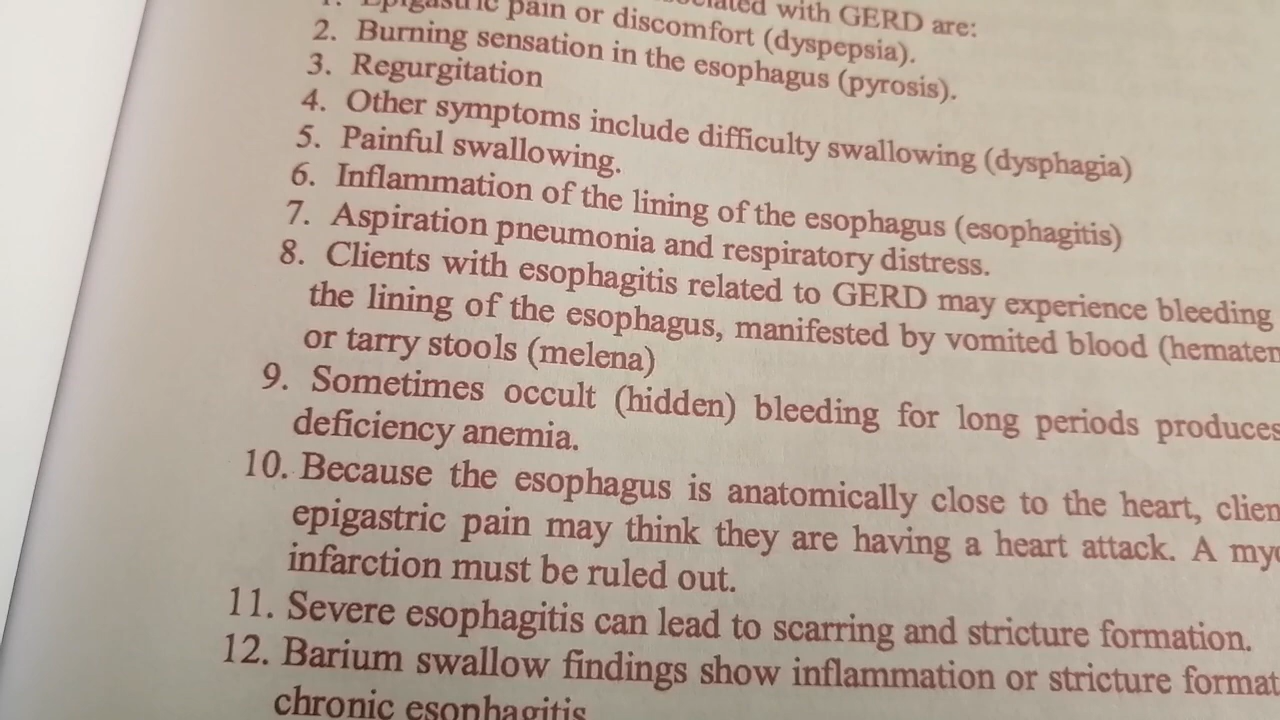 with GERD are:
1. Epigastric pain or discomfort (dyspepsia).
2. Burning sensation in the esophagus (pyrosis).
3. Regurgitation
4. Other symptoms include difficulty swallowing (dysphagia)
5. Painful swallowing.
6. Inflammation of the lining of the esophagus (esophagitis)
7. Aspiration pneumonia and respiratory distress.
8. Clients with esophagitis related to GERD may experience bleeding
the lining of the esophagus, manifested by vomited blood
or tarry stools (melena)
9. Sometimes occult (hidden) bleeding for long periods produces
deficiency anemia.
10. Because the esophagus is anatomically close to the heart,
epigastric pain may think they are having a heart attack. A
infarction must be ruled out.
11. Severe esophagitis can lead to scarring and stricture formation.
12. Barium swallow findings show inflammation or stricture
chronic esophagitis